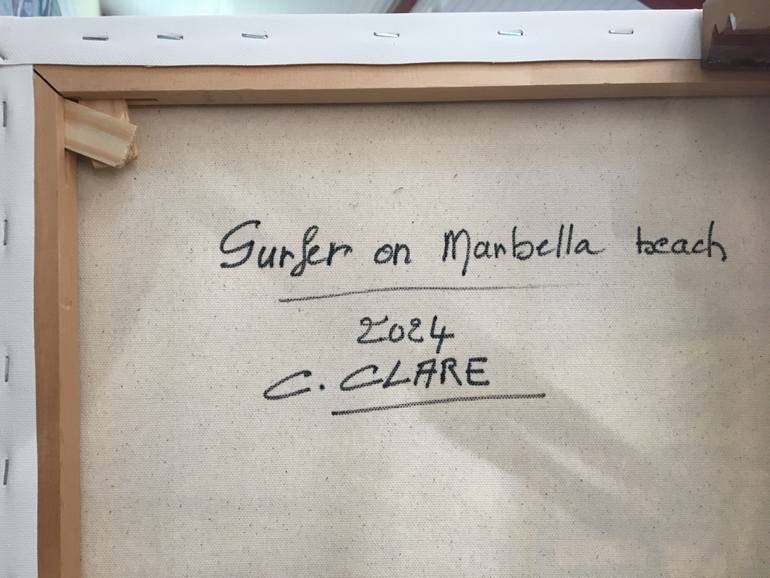 Surfer on Marbella beach
2024
C. CLARE